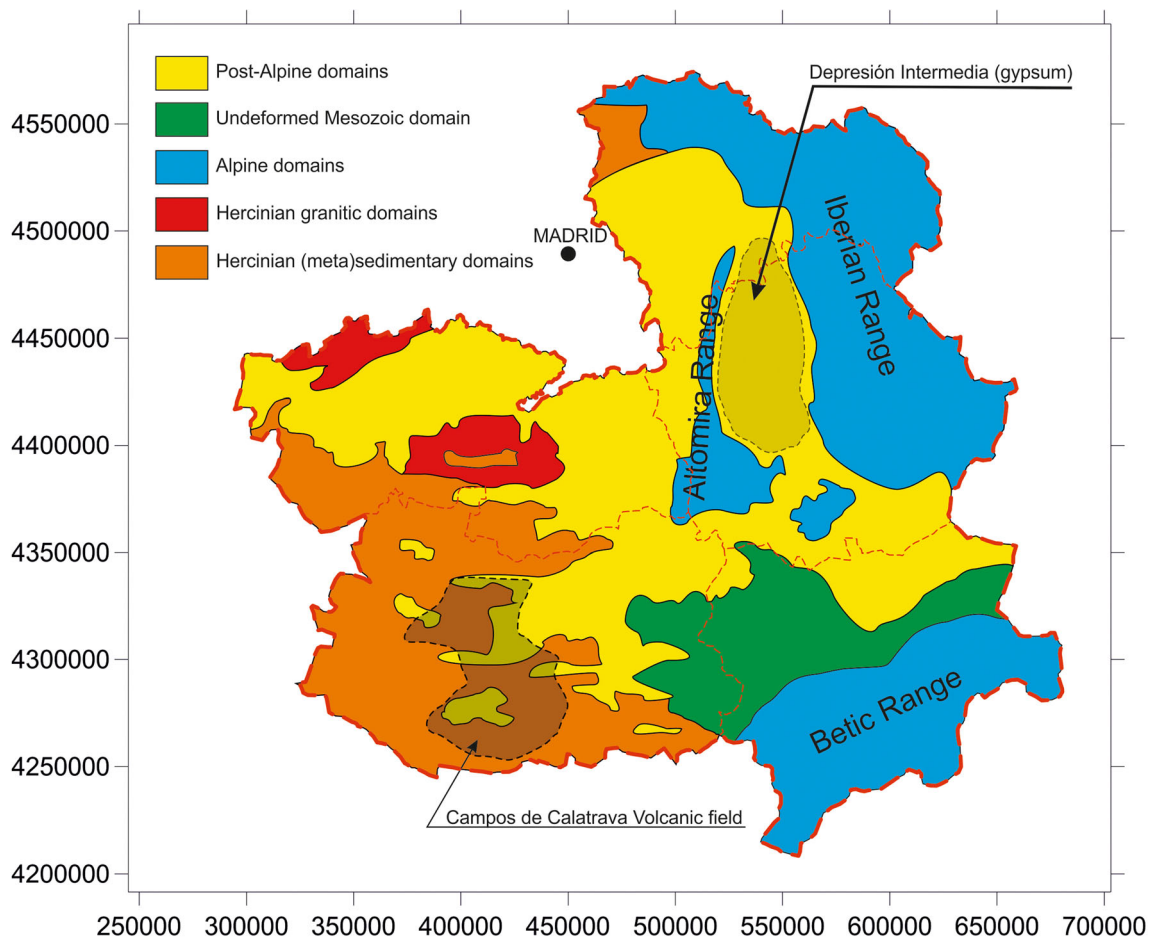 Post-Alpine domains
Undeformed Mesozoic domain
Alpine domains
Hercinian granitic domains
Hercinian (meta)sedimentary domains
Depresión Intermedia (gypsum)
MADRID
Iberian Range
Altomira Range
Betic Range
Campos de Calatrava Volcanic field
4550000
4500000
4450000
4400000
4350000
4300000
4250000
4200000
250000 300000 350000 400000 450000 500000 550000 600000 650000 700000